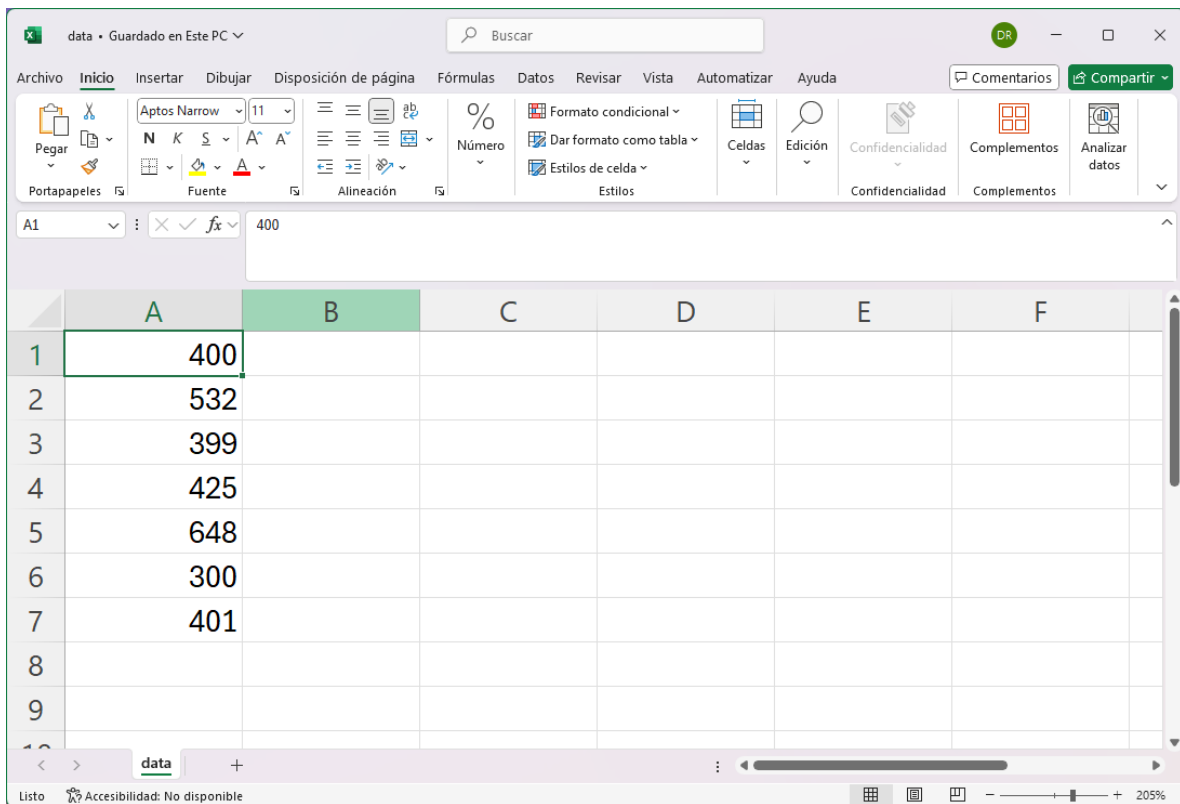 data • Guardado en Este PC
Buscar
DR
Archivo Inicio Insertar Dibujar Disposición de página Fórmulas Datos Revisar Vista Automatizar Ayuda Comentarios Compartir
Pegar
Portapapeles
Aptos Narrow 11
N K S A A
A
Fuente
ab
Alineación
% Número
Formato condicional
Dar formato como tabla
Estilos de celda
Estilos
Celdas
Edición
Confidencialidad
Confidencialidad
Complementos
Complementos
Analizar
datos
A1 fx 400
A B C D E F
1 400
2 532
3 399
4 425
5 648
6 300
7 401
8
9
data +
Listo Accesibilidad: No disponible - + 205%